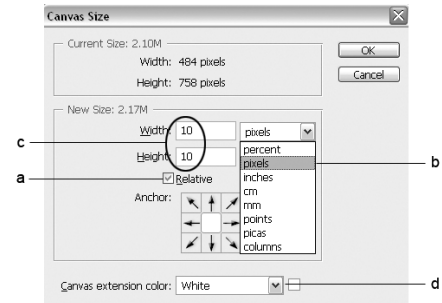 Canvas Size
Current Size: 2.10M
Width: 484 pixels
Height: 758 pixels
OK
Cancel
New Size: 2.17M
Width: 10 pixels
Height: 10
Relative
Anchor:
percent
pixels
inches
cm
mm
points
picas
columns
Canvas extension color: White
c
a
b
d